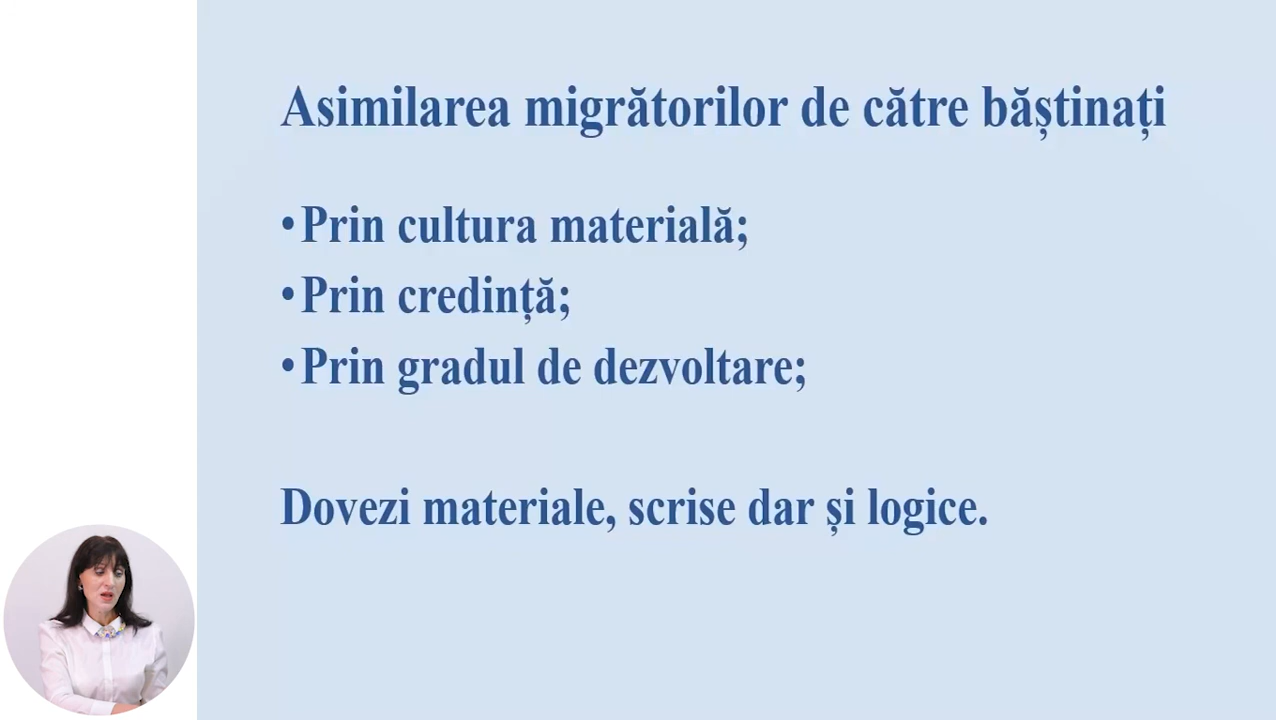 Asimilarea migrătorilor de către băștinați
•Prin cultura materială;
•Prin credință;
•Prin gradul de dezvoltare;
Dovezi materiale, scrise dar și logice.